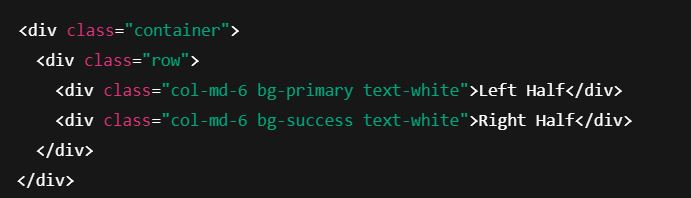 <div class="container">
  <div class="row">
    <div class="col-md-6 bg-primary text-white">Left Half</div>
    <div class="col-md-6 bg-success text-white">Right Half</div>
  </div>
</div>